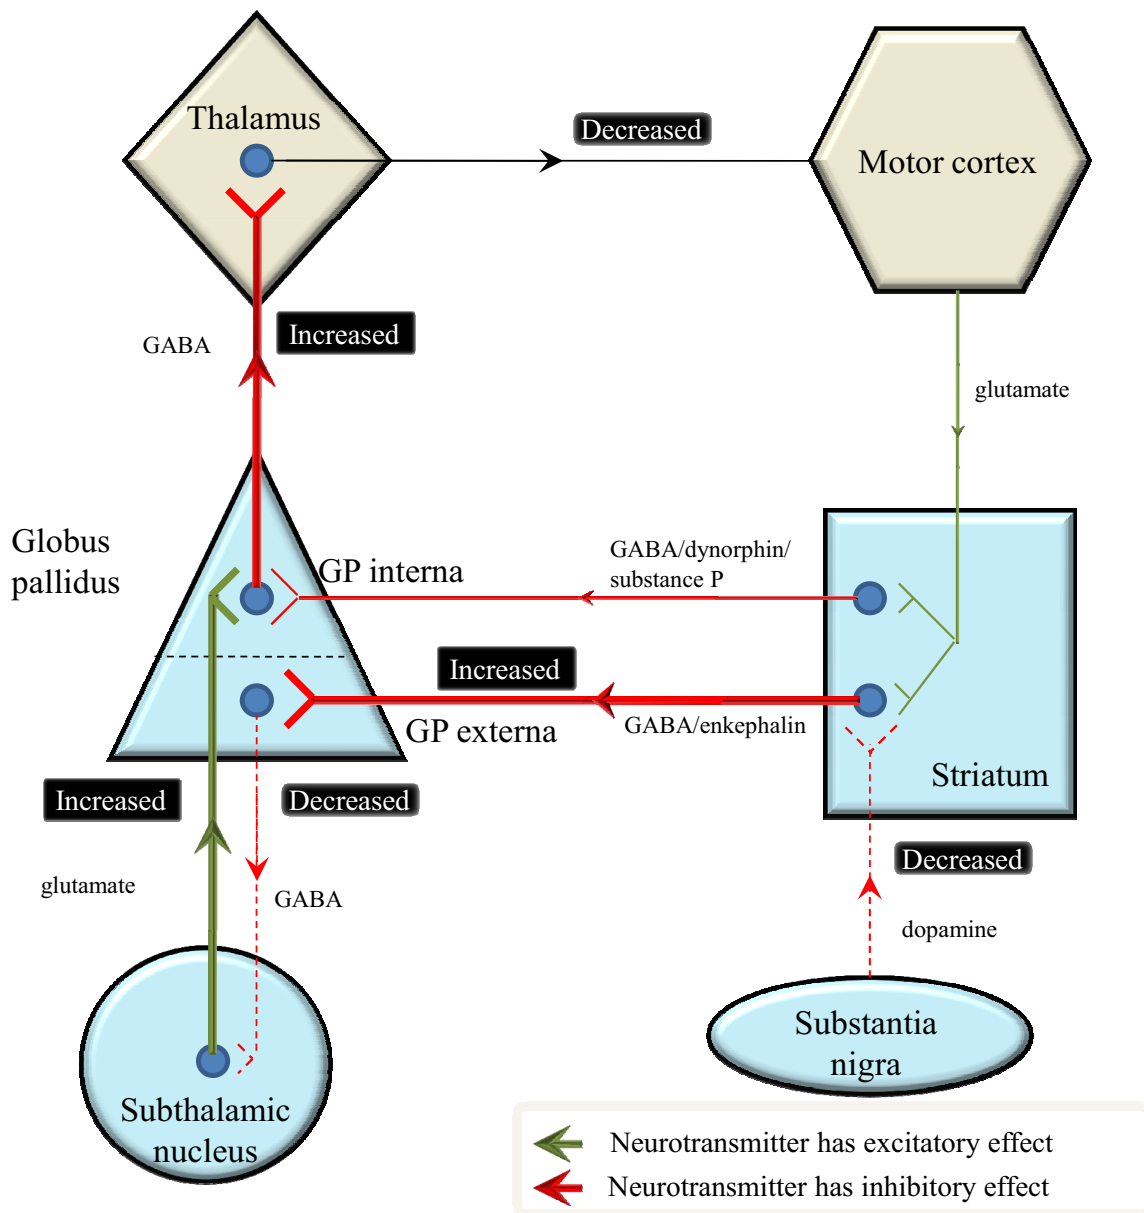 Thalamus
Decreased
Motor cortex
GABA
Increased
glutamate
Globus
pallidus
GP interna
GABA/dynorphin/
substance P
Increased
GP externa
GABA/enkephalin
Striatum
Increased
Decreased
Decreased
glutamate
GABA
dopamine
Substantia
nigra
Subthalamic
nucleus
Neurotransmitter has excitatory effect
Neurotransmitter has inhibitory effect